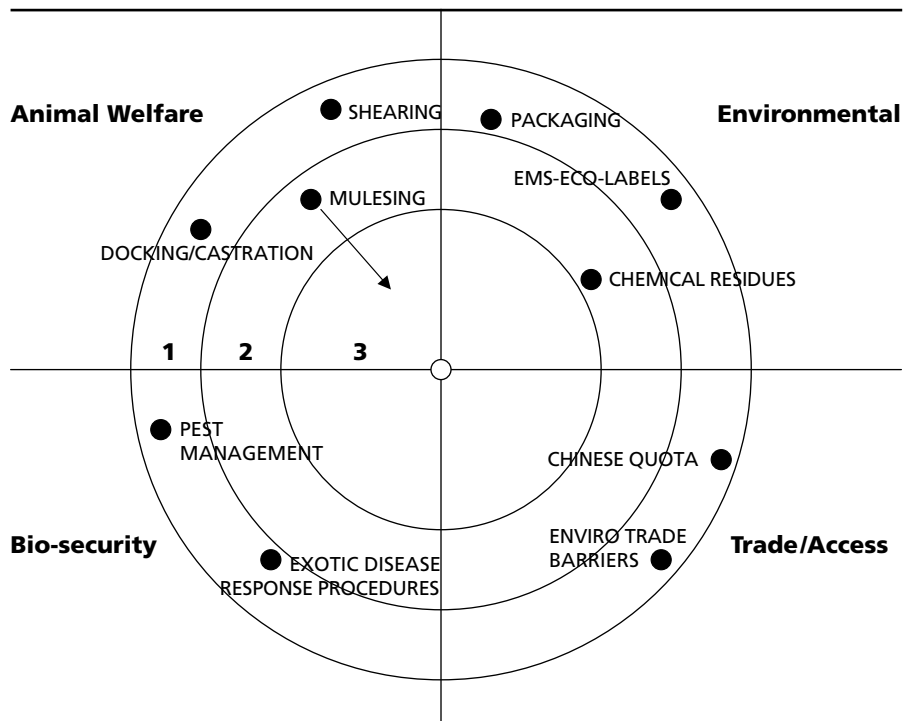 Animal Welfare
SHEARING
PACKAGING
Environmental
EMS-ECO-LABELS
MULESING
DOCKING/CASTRATION
CHEMICAL RESIDUES
1 2 3
PEST
MANAGEMENT
CHINESE QUOTA
Bio-security
EXOTIC DISEASE
RESPONSE PROCEDURES
ENVIRO TRADE
BARRIERS
Trade/Access